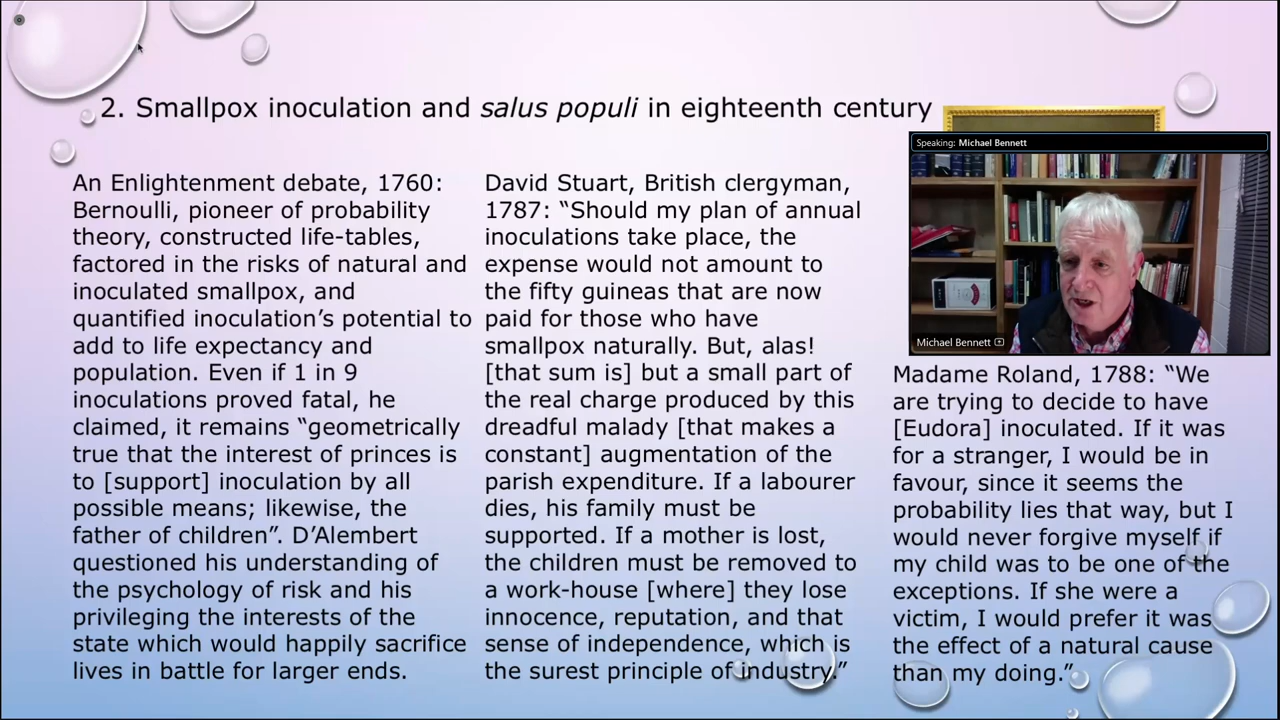 2. Smallpox inoculation and salus populi in eighteenth century
An Enlightenment debate, 1760:
Bernoulli, pioneer of probability
theory, constructed life-tables,
factored in the risks of natural and
inoculated smallpox, and
quantified inoculation’s potential to
add to life expectancy and
population. Even if 1 in 9
inoculations proved fatal, he
claimed, it remains “geometrically
true that the interest of princes is
to [support] inoculation by all
possible means; likewise, the
father of children”. D’Alembert
questioned his understanding of
the psychology of risk and his
privileging the interests of the
state which would happily sacrifice
lives in battle for larger ends.
David Stuart, British clergyman,
1787: “Should my plan of annual
inoculations take place, the
expense would not amount to
the fifty guineas that are now
paid for those who have
smallpox naturally. But, alas!
[that sum is] but a small part of
the real charge produced by this
dreadful malady [that makes a
constant] augmentation of the
parish expenditure. If a labourer
dies, his family must be
supported. If a mother is lost,
the children must be removed to
a work-house [where] they lose
innocence, reputation, and that
sense of independence, which is
the surest principle of industry.”
Speaking: Michael Bennett
Michael Bennett
Madame Roland, 1788: “We
are trying to decide to have
[Eudora] inoculated. If it was
for a stranger, I would be in
favour, since it seems the
probability lies that way, but I
would never forgive myself if
my child was to be one of the
exceptions. If she were a
victim, I would prefer it was
the effect of a natural cause
than my doing.”